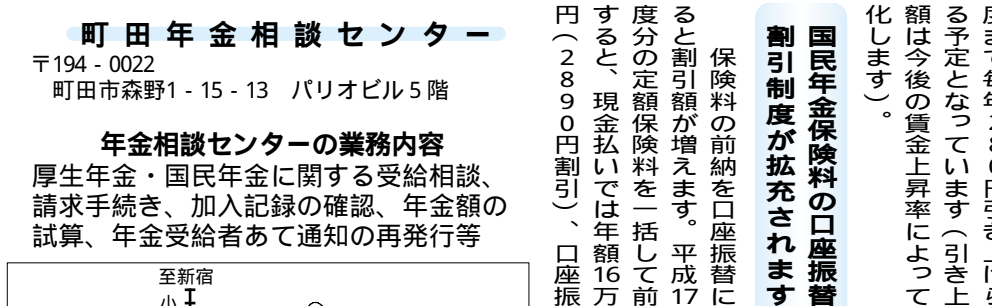 町田年金相談センター
〒194 - 0022
町田市森野1 - 15 - 13　パリオビル5階
年金相談センターの業務内容
厚生年金・国民年金に関する受給相談、
請求手続き、加入記録の確認、年金額の
試算、年金受給者あて通知の再発行等
至新宿
小
る予定となっています（引き上
額は今後の賃金上昇率によって
化します）。
国民年金保険料の口座振替
割引制度が拡充されます
保険料の前納を口座振替に
ると割引額が増えます。平成17
度分の定額保険料を一括して前
すると、現金払いでは年額16万
円（2890円割引）、口座振